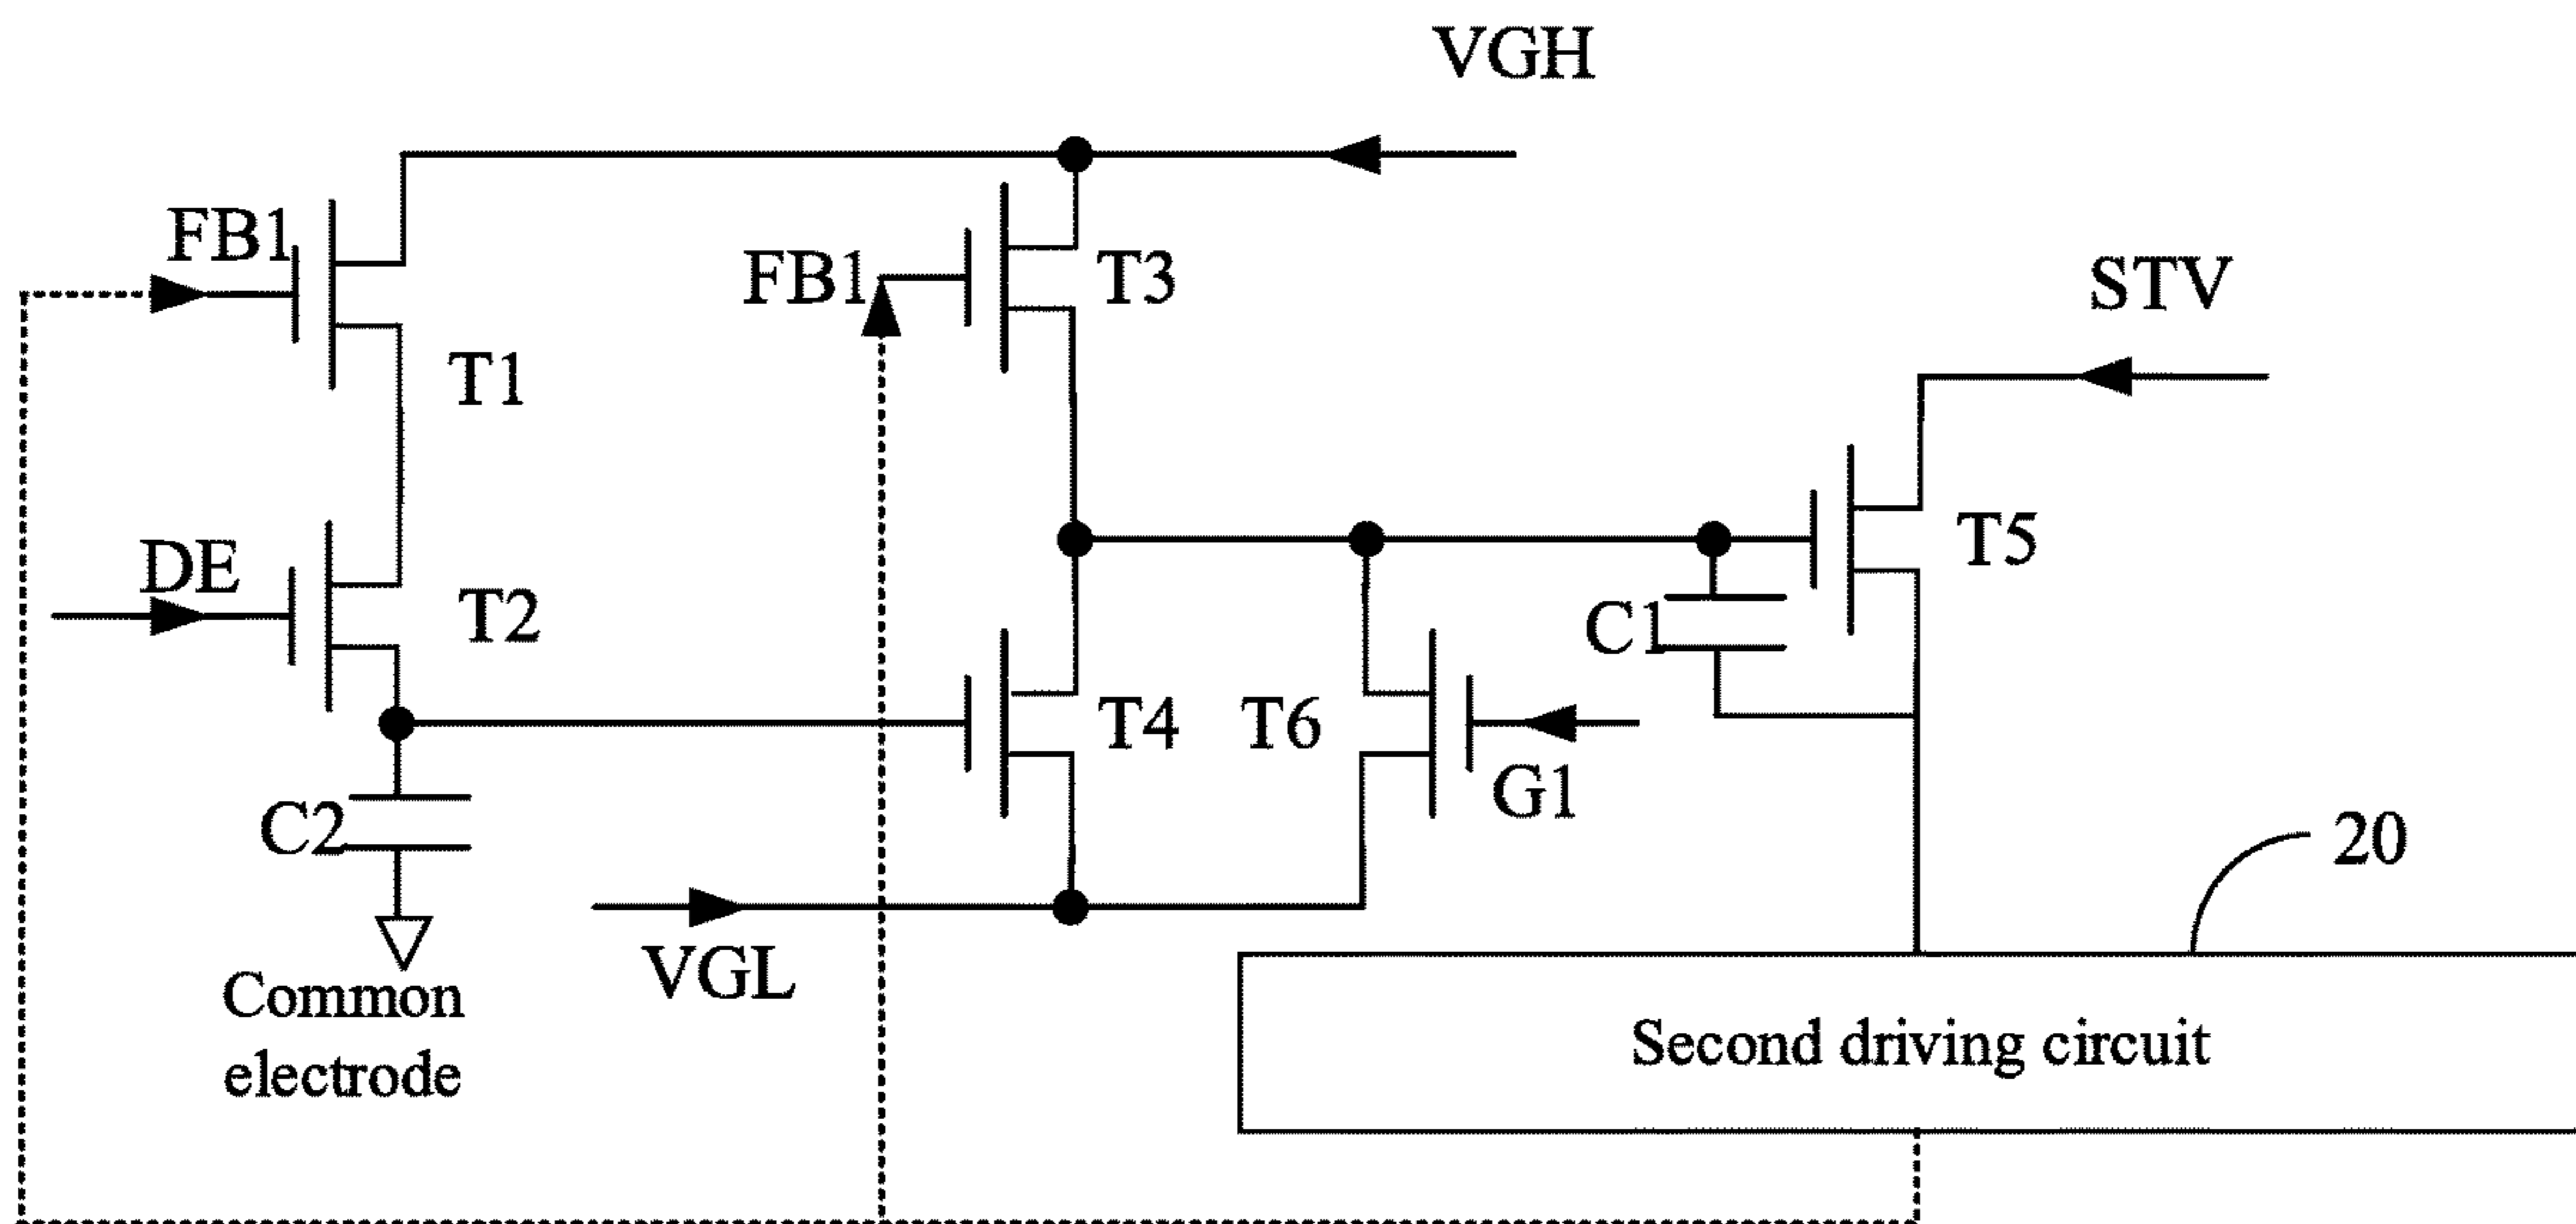 VGH
FB1
FB1
T3
STV
T1
DE
T2
T5
C1
T4
T6
G1
C2
20
VGL
Common
electrode
Second driving circuit